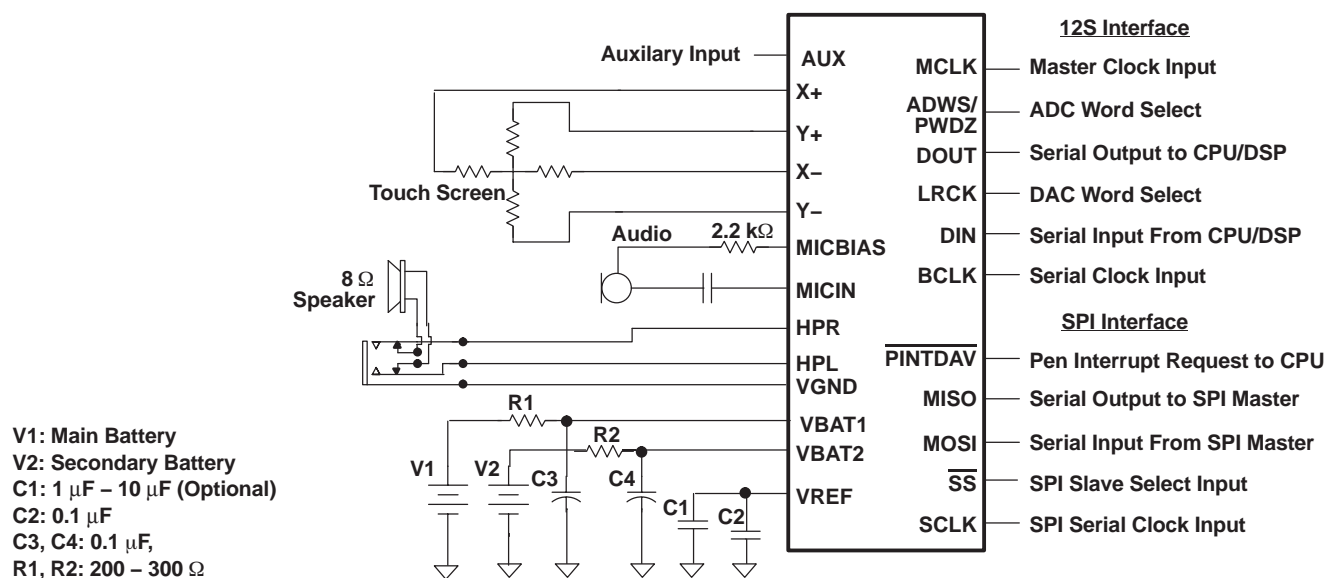 12S Interface
Auxilary Input
AUX
MCLK
Master Clock Input
X+
ADWS/
PWDZ
ADC Word Select
Y+
DOUT
Serial Output to CPU/DSP
X−
Touch Screen
LRCK
DAC Word Select
Y−
Audio
2.2 kΩ
MICBIAS
DIN
Serial Input From CPU/DSP
8 Ω
Speaker
MICIN
BCLK
Serial Clock Input
HPR
SPI Interface
HPL
PINTDAV
Pen Interrupt Request to CPU
VGND
R1
MISO
Serial Output to SPI Master
VBAT1
R2
VBAT2
MOSI
Serial Input From SPI Master
V1
V2
C3
C4
SS
SPI Slave Select Input
VREF
C1
C2
SCLK
SPI Serial Clock Input
V1: Main Battery
V2: Secondary Battery
C1: 1 μF – 10 μF (Optional)
C2: 0.1 μF
C3, C4: 0.1 μF,
R1, R2: 200 – 300 Ω